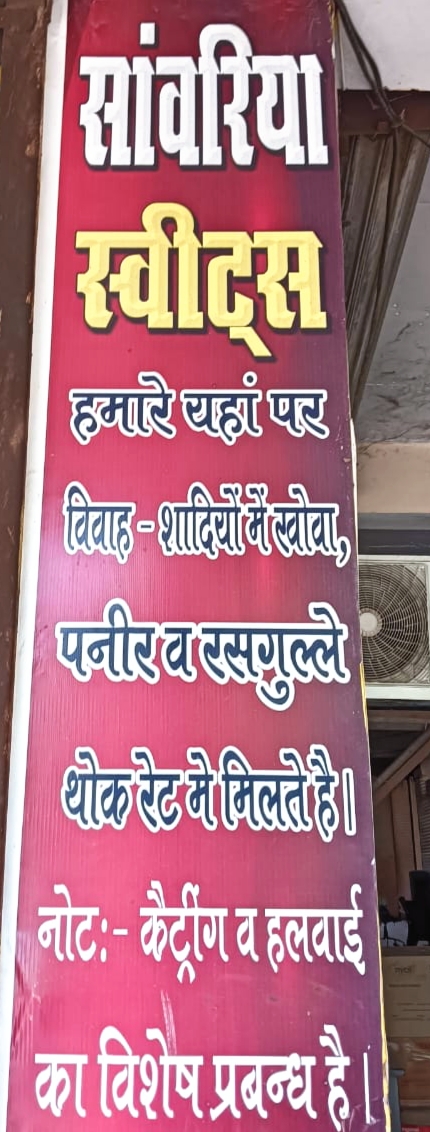 सांवरिया
स्वीट्स
हमारे यहां पर
विवाह - शादियों में खोवा,
पनीर व रसगुल्ले
थोक रेट मे मिलते है।
नोट:- कैट्रींग व हलवाई
का विशेष प्रबन्ध है।